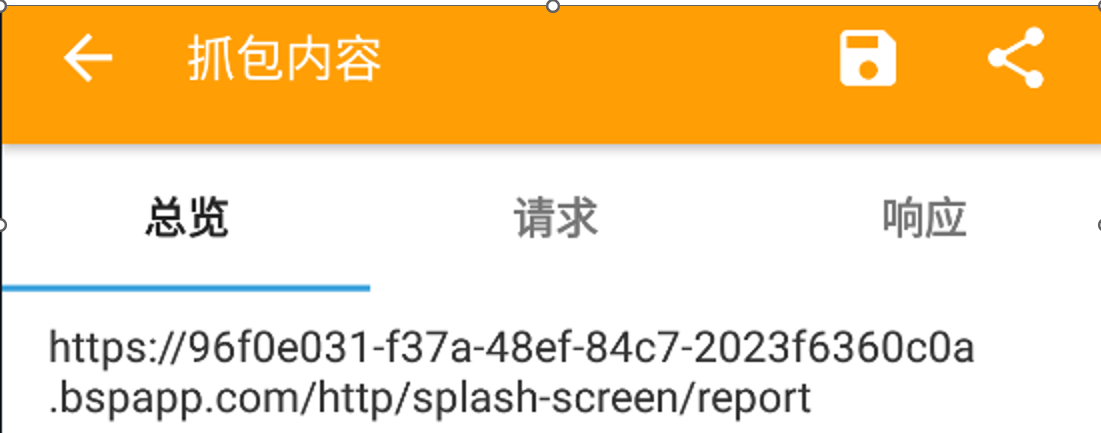 抓包内容
总览 请求 响应
https://96f0e031-f37a-48ef-84c7-2023f6360c0a
.bspapp.com/http/splash-screen/report